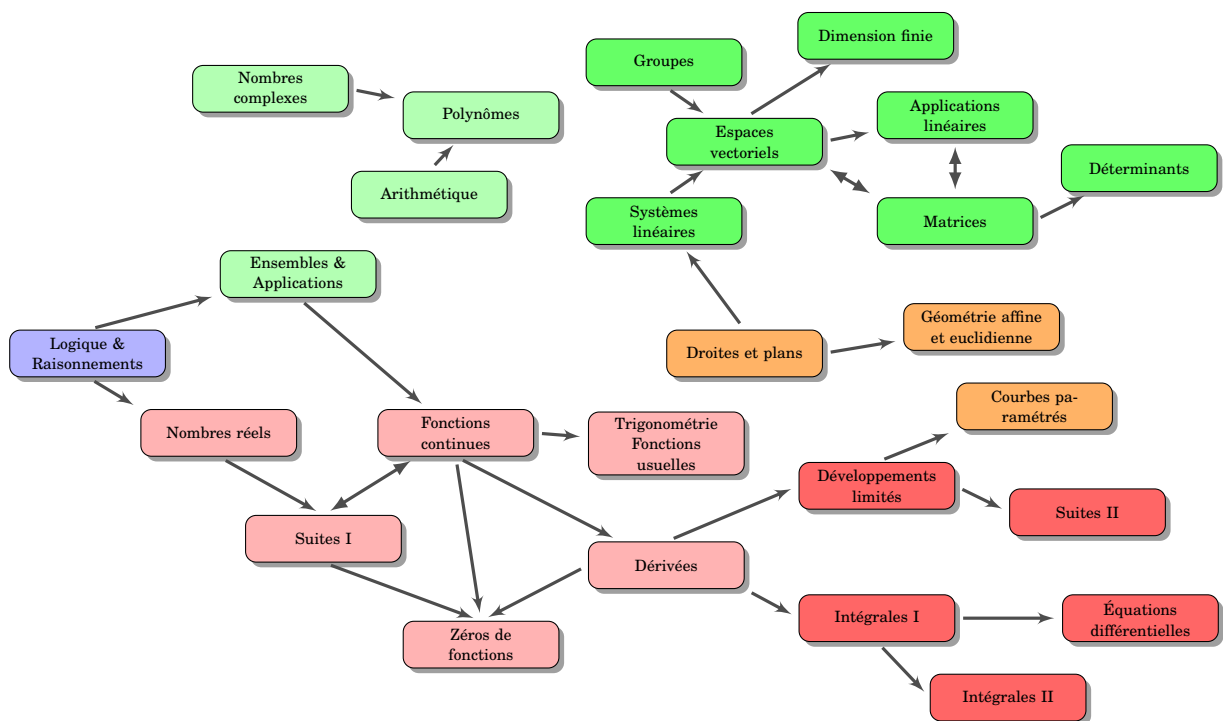 Dimension finie
Groupes
Nombres
complexes
Polynômes
Applications
linéaires
Espaces
vectoriels
Déterminants
Arithmétique
Systèmes
linéaires
Matrices
Ensembles &
Applications
Logique &
Raisonnements
Droites et plans
Géométrie affine
et euclidienne
Courbes pa-
ramétrés
Nombres réels
Fonctions
continues
Trigonométrie
Fonctions
usuelles
Développements
limités
Suites II
Suites I
Dérivées
Zéros de
fonctions
Intégrales I
Équations
différentielles
Intégrales II